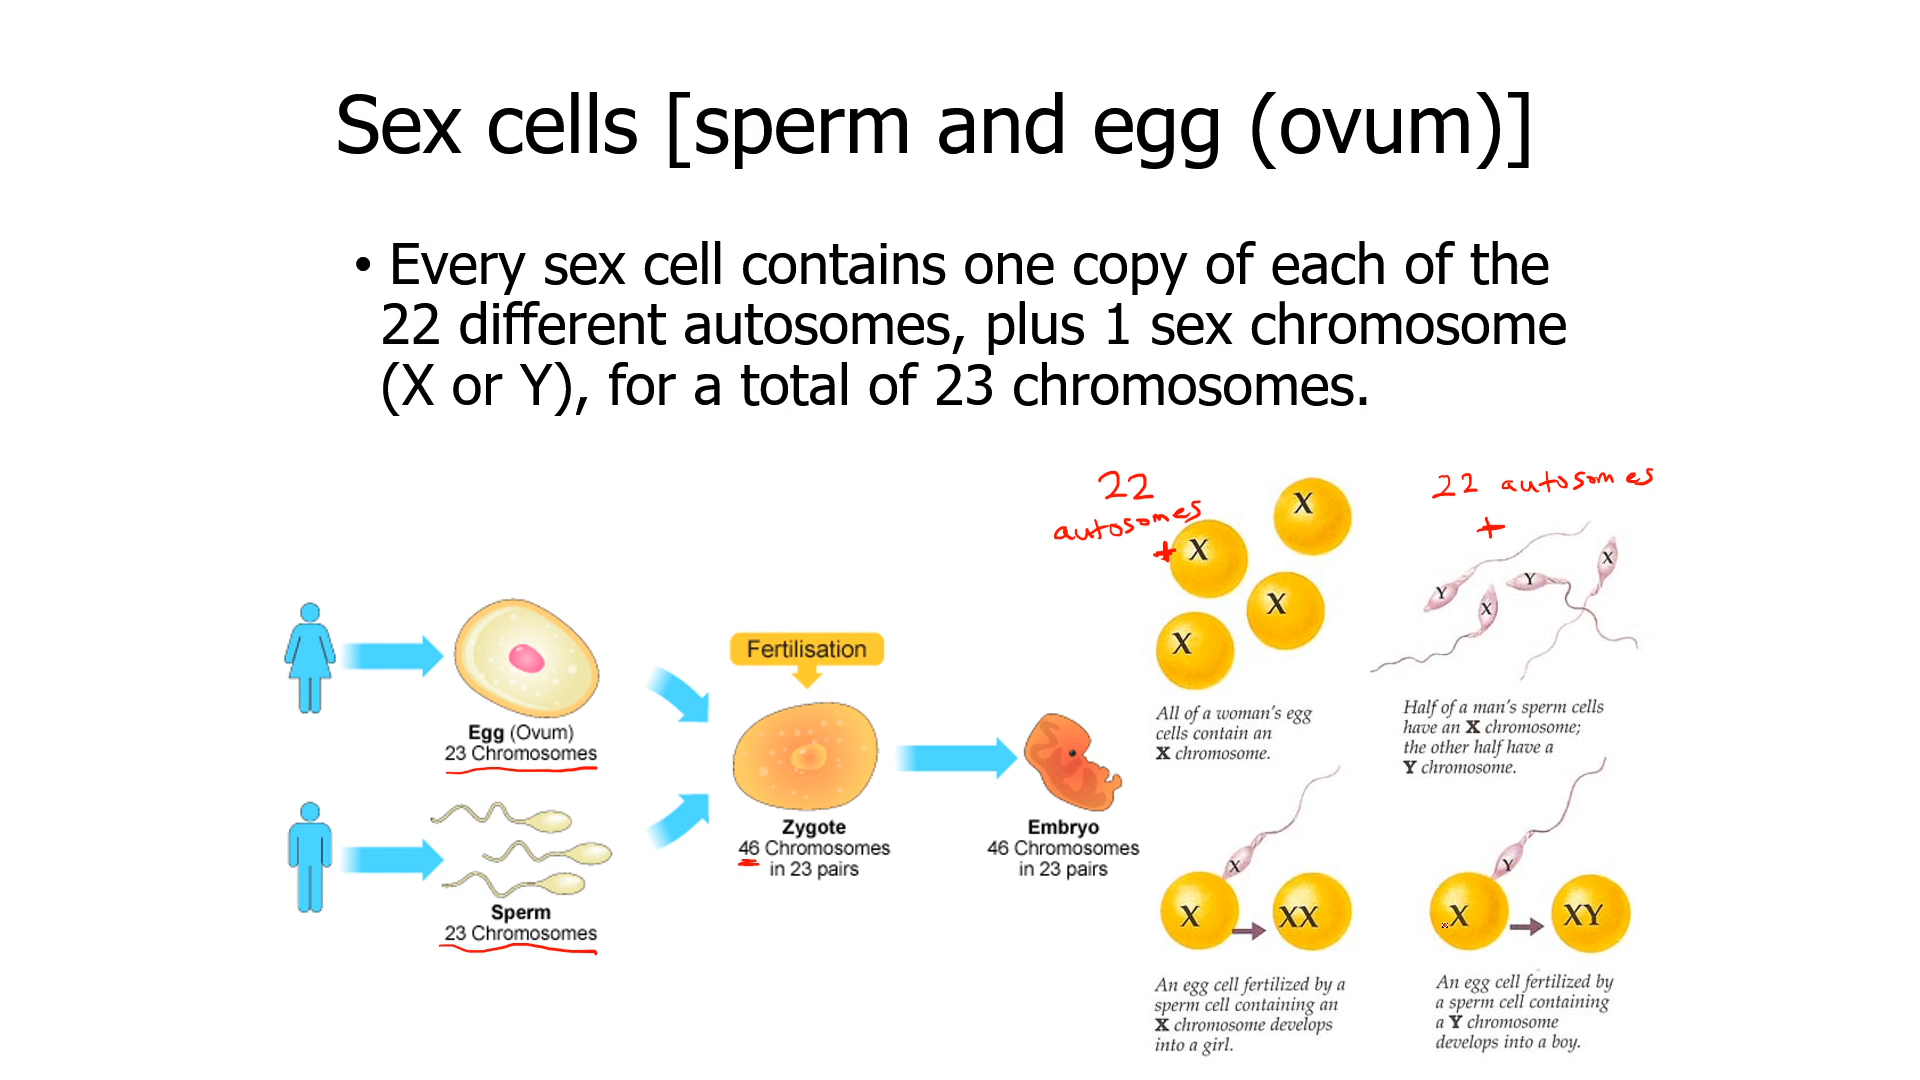 Sex cells [sperm and egg (ovum)]
• Every sex cell contains one copy of each of the
22 different autosomes, plus 1 sex chromosome
(X or Y), for a total of 23 chromosomes.
Egg (Ovum)
23 Chromosomes
Sperm
23 Chromosomes
Fertilisation
Zygote
46 Chromosomes
in 23 pairs
Embryo
46 Chromosomes
in 23 pairs
22
autosomes
+
X
X
X
X
All of a woman's egg
cells contain an
X chromosome.
22 autosomes
+
Y
X
Y
X
Half of a man's sperm cells
have an X chromosome;
the other half have a
Y chromosome.
X
X
XX
An egg cell fertilized by a
sperm cell containing an
X chromosome develops
into a girl.
Y
X
XY
An egg cell fertilized by
a sperm cell containing
a Y chromosome
develops into a boy.